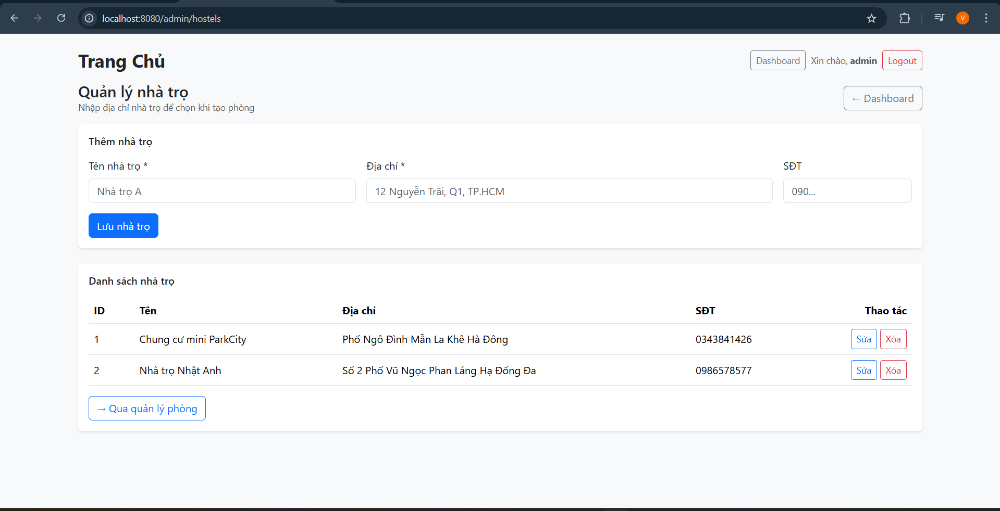 localhost:8080/admin/hostels
V
Trang Chủ
Dashboard Xin chào, admin Logout
Quản lý nhà trọ
← Dashboard
Nhập địa chỉ nhà trọ để chọn khi tạo phòng
Thêm nhà trọ
Tên nhà trọ * Địa chỉ * SĐT
Nhà trọ A 12 Nguyễn Trãi, Q1, TP.HCM 090...
Lưu nhà trọ
Danh sách nhà trọ
ID Tên Địa chỉ SĐT Thao tác
1 Chung cư mini ParkCity Phố Ngô Đình Mẫn La Khê Hà Đông 0343841426 Sửa Xóa
2 Nhà trọ Nhật Anh Số 2 Phố Vũ Ngọc Phan Láng Hạ Đống Đa 0986578577 Sửa Xóa
→ Qua quản lý phòng